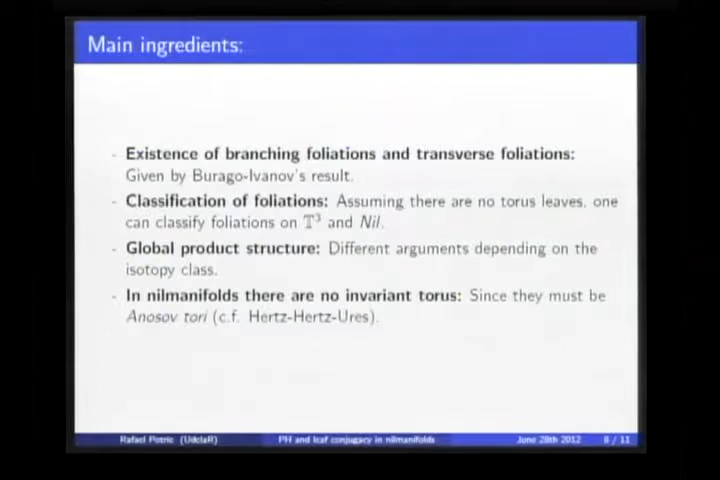 Main ingredients:
- Existence of branching foliations and transverse foliations:
Given by Burago-Ivanov's result.
- Classification of foliations: Assuming there are no torus leaves, one
can classify foliations on 𝕋³ and Nil.
- Global product structure: Different arguments depending on the
isotopy class.
- In nilmanifolds there are no invariant torus: Since they must be
Anosov tori (c.f. Hertz-Hertz-Ures).
Rafael Potrie (UdelaR) PH and leaf conjugacy in nilmanifolds June 28th 2012 8 / 11